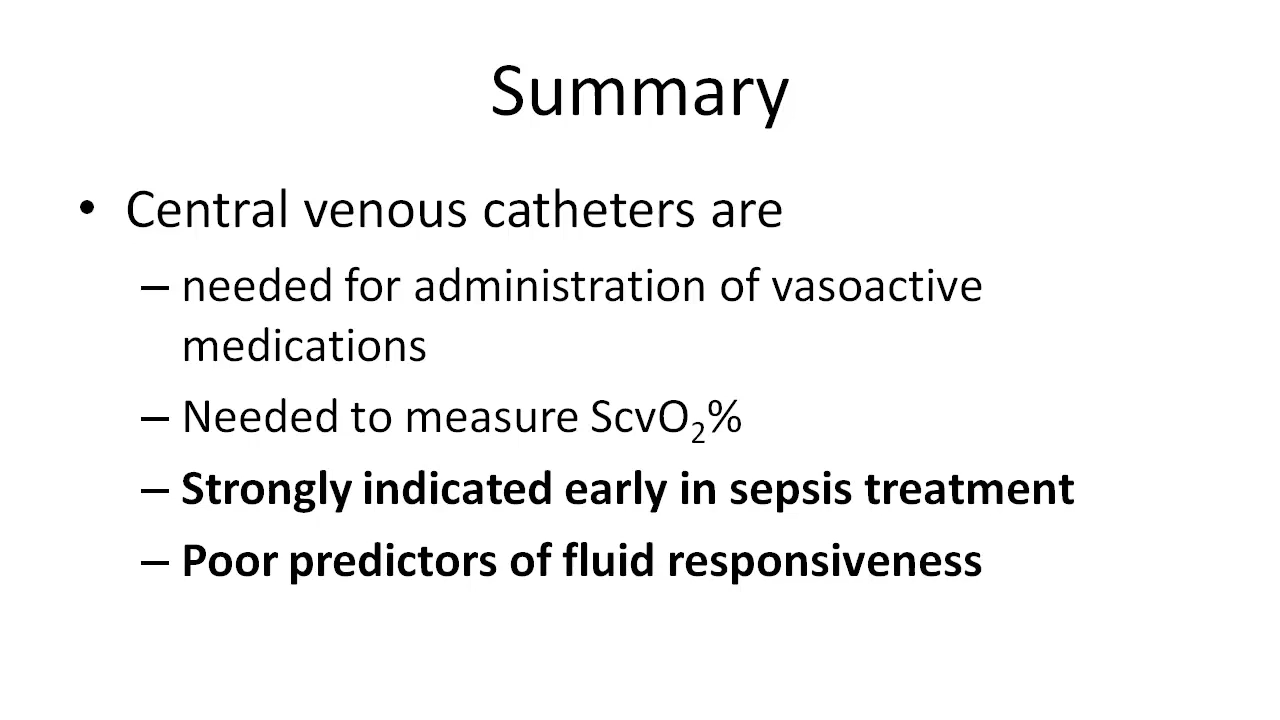 Summary
• Central venous catheters are
– needed for administration of vasoactive
medications
– Needed to measure ScvO₂%
– Strongly indicated early in sepsis treatment
– Poor predictors of fluid responsiveness